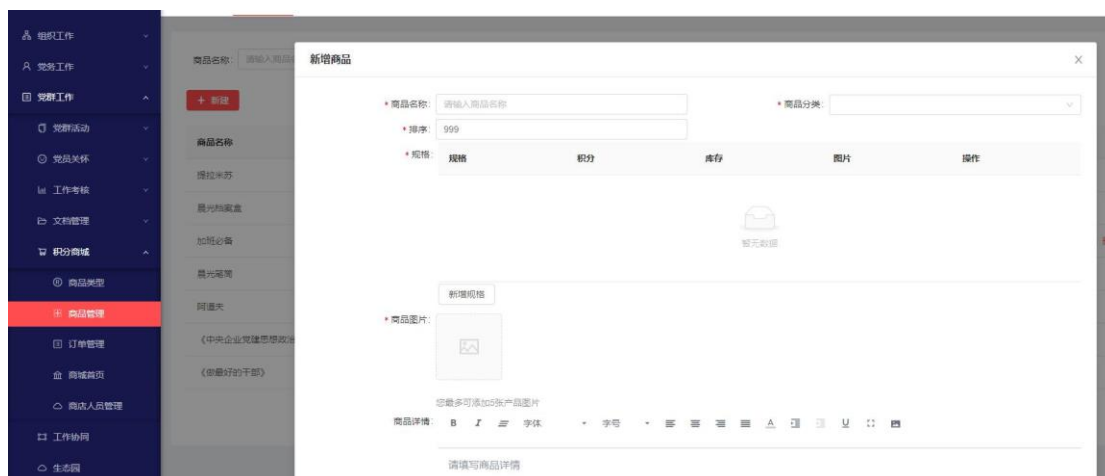 组织工作
党务工作
党群工作
党群活动
党员关怀
工作考核
文档管理
积分商城
商品类型
商品管理
订单管理
商城首页
商店人员管理
工作协同
生态园
商品名称: 请输入商品
+ 新建
商品名称
提拉米苏
晨光档案盒
加班必备
晨光笔筒
阿道夫
《中央企业党建思想政治
《做最好的干部》
新增商品
* 商品名称: 请输入商品名称
* 商品分类:
* 排序: 999
* 规格: 规格 积分 库存 图片 操作
暂无数据
新增规格
* 商品图片:
您最多可添加5张产品图片
商品详情: B I 字体 字号 A U
请填写商品详情